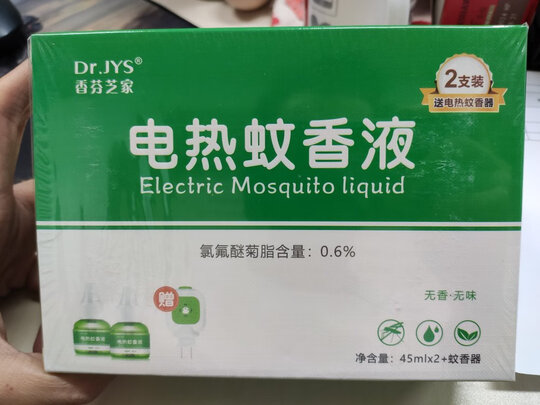 Dr.JYS®
香芬芝家
2支装
送电热蚊香器
电热蚊香液
Electric Mosquito liquid
氯氟醚菊脂含量：0.6%
赠
无香·无味
电热蚊香液
电热蚊香液
净含量：45mlx2+蚊香器